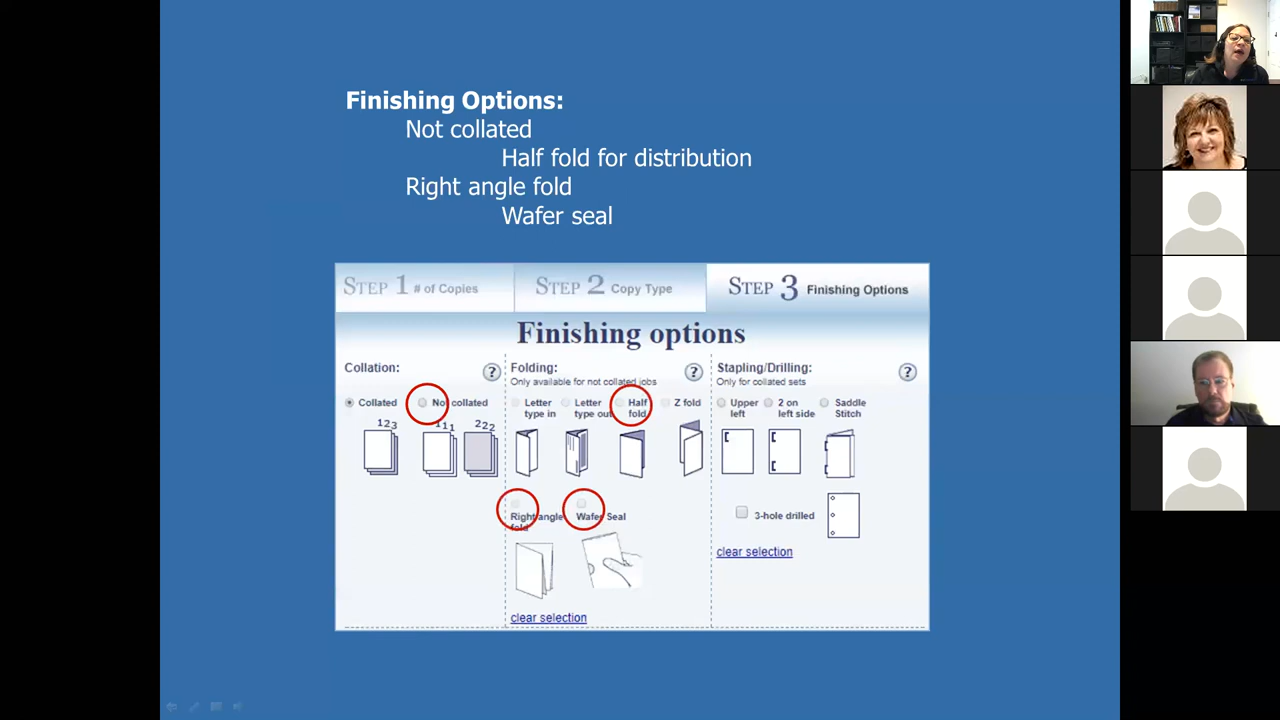 Finishing Options:
Not collated
Half fold for distribution
Right angle fold
Wafer seal
STEP 1 # of Copies
STEP 2 Copy Type
STEP 3 Finishing Options
Finishing options
Collation:
?
Collated
Not collated
123
111
222
Folding:
?
Only available for not collated jobs
Letter type in
Letter type out
Half fold
Z fold
Right angle fold
Wafer Seal
clear selection
Stapling/Drilling:
?
Only for collated sets
Upper left
2 on left side
Saddle Stitch
3-hole drilled
clear selection